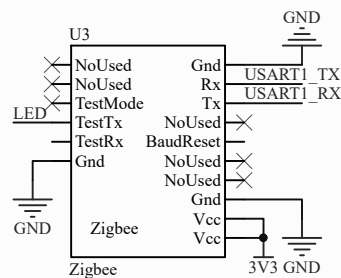 GND
U3
NoUsed
NoUsed
TestMode
TestTx
TestRx
Gnd
LED
GND
Gnd
Rx
Tx
NoUsed
BaudReset
NoUsed
NoUsed
Gnd
Vcc
Vcc
USART1_TX
USART1_RX
Zigbee
Zigbee
3V3
GND